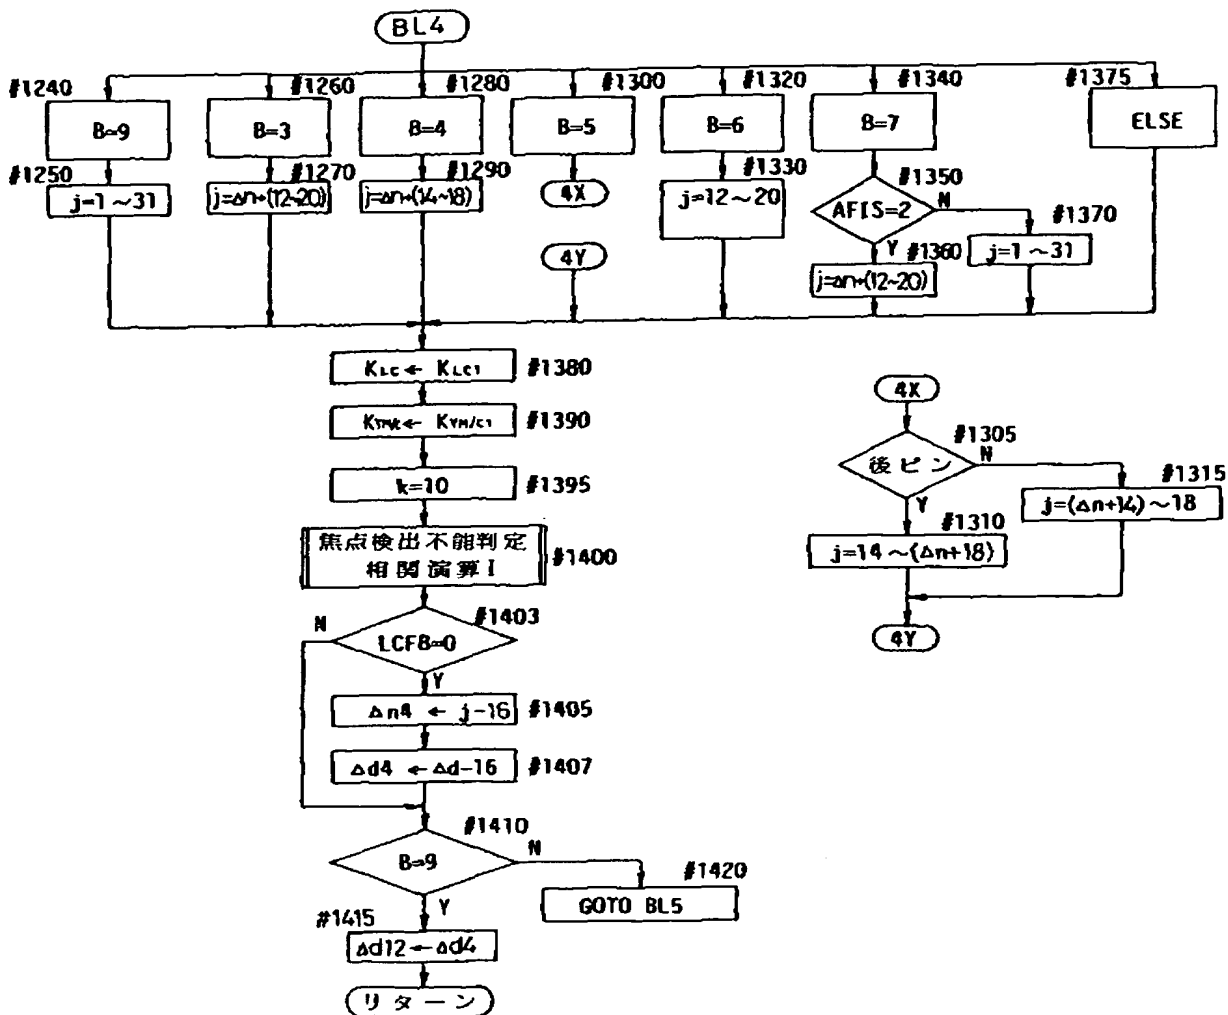 BL4
#1240
#1260
#1280
#1300
#1320
#1340
#1375
B=9
B=3
B=4
B=5
B=6
B=7
ELSE
#1250
#1270
#1290
#1330
#1350
j=1～31
j=Δn+(12~20)
j=Δn+(14~18)
4X
j=12～20
AFIS=2
N
#1370
4Y
Y
#1360
j=1～31
j=Δn+(12~20)
KLC← KLC1
#1380
KYM/C← KYM/C1
#1390
k=10
#1395
焦点検出不能判定
相関演算I
#1400
#1403
N
LCFB=0
Y
Δn4 ← j-16
#1405
Δd4 ←Δd-16
#1407
#1410
B=9
N
#1420
GOTO BL5
Y
#1415
Δd12←Δd4
リターン
4X
#1305
後ピン
N
#1315
Y
j=(Δn+14)～18
#1310
j=14～(Δn+18)
4Y